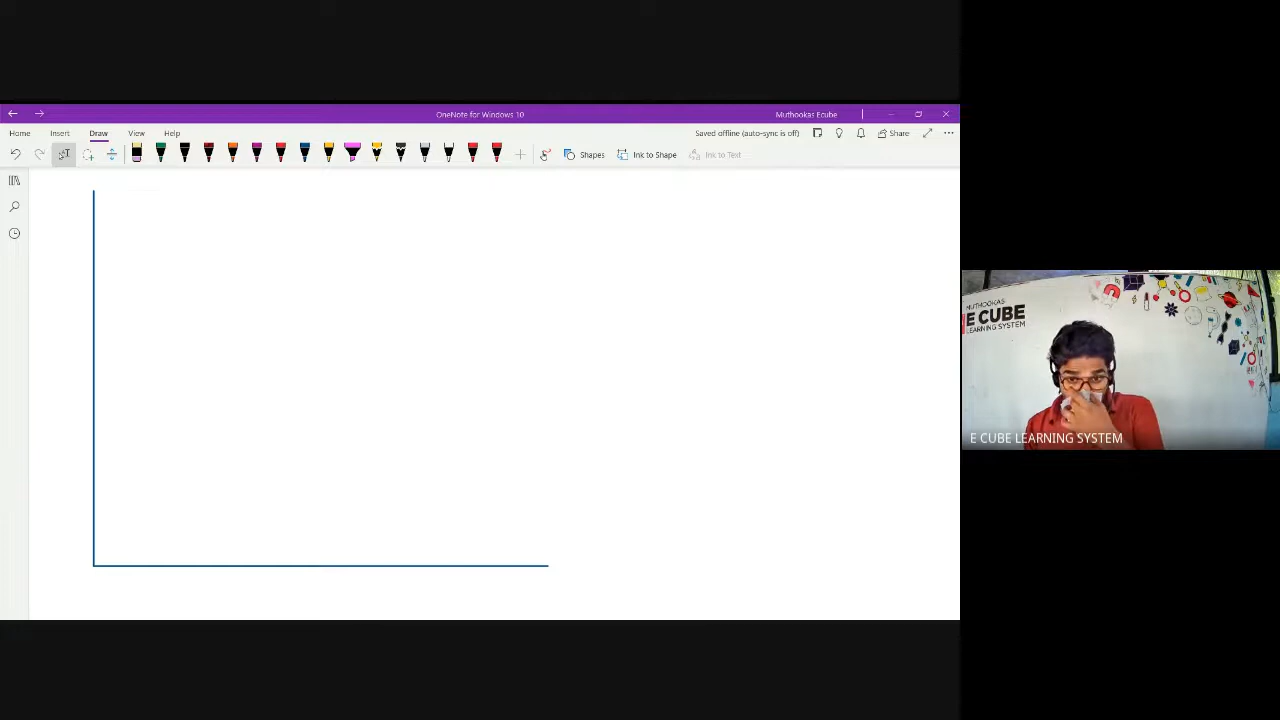 OneNote for Windows 10
Muthookas Ecube
Home Insert Draw View Help
Saved offline (auto-sync is off)
Share
Shapes
Ink to Shape
Ink to Text
MUTHOOKAS
E CUBE
LEARNING SYSTEM
E CUBE LEARNING SYSTEM